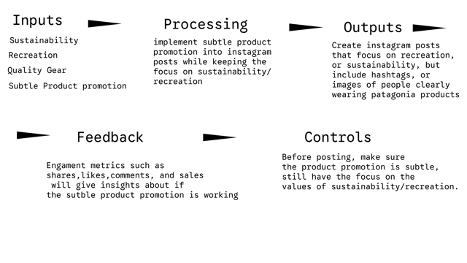 Inputs
Sustainability
Recreation
Quality Gear
Subtle Product promotion
Processing
implement subtle product
promotion into instagram
posts while keeping the
focus on sustainability/
recreation
Outputs
Create instagram posts
that focus on recreation,
or sustainability, but
include hashtags, or
images of people clearly
wearing patagonia products
Feedback
Engament metrics such as
shares,likes,comments, and sales
will give insights about if
the sutble product promotion is working
Controls
Before posting, make sure
the product promotion is subtle,
still have the focus on the
values of sustainability/recreation.